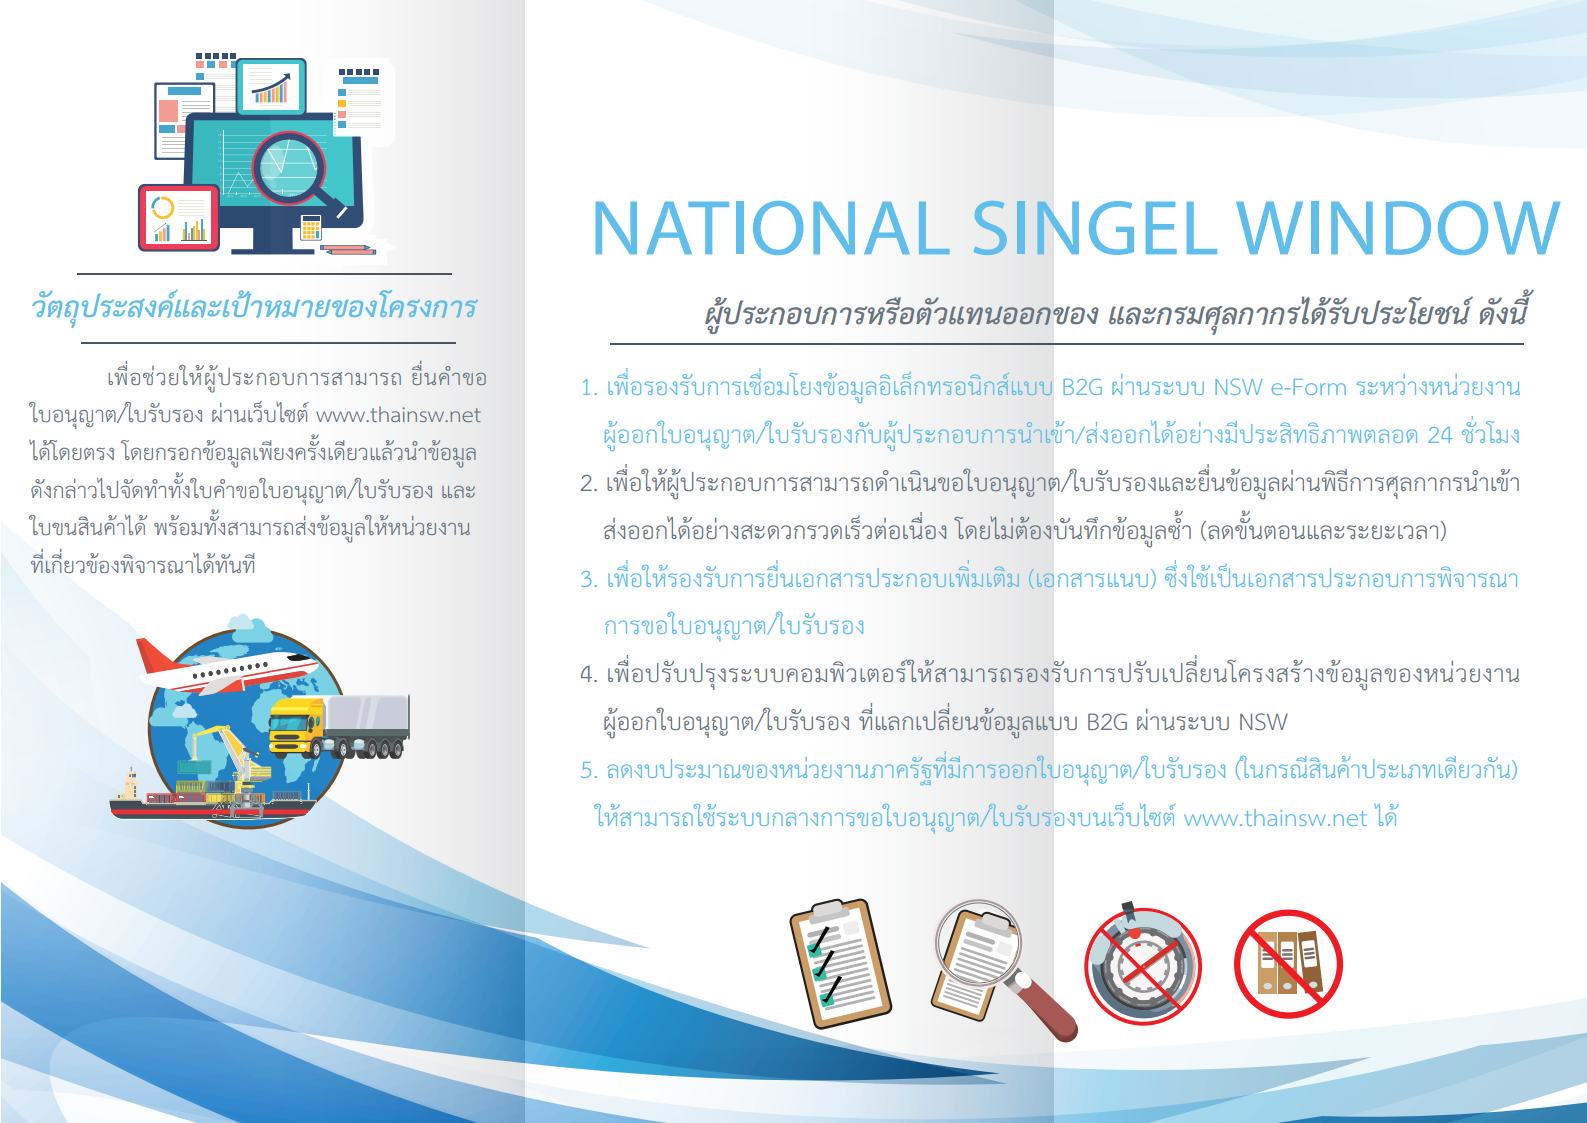 วัตถุประสงค์และเป้าหมายของโครงการ
เพื่อช่วยให้ผู้ประกอบการสามารถ ยื่นคำขอ
ใบอนุญาต/ใบรับรอง ผ่านเว็บไซต์ www.thainsw.net
ได้โดยตรง โดยกรอกข้อมูลเพียงครั้งเดียวแล้วนำข้อมูล
ดังกล่าวไปจัดทำทั้งใบคำขอใบอนุญาต/ใบรับรอง และ
ใบขนสินค้าได้ พร้อมทั้งสามารถส่งข้อมูลให้หน่วยงาน
ที่เกี่ยวข้องพิจารณาได้ทันที
NATIONAL SINGEL WINDOW
ผู้ประกอบการหรือตัวแทนออกของ และกรมศุลกากรได้รับประโยชน์ ดังนี้
1. เพื่อรองรับการเชื่อมโยงข้อมูลอิเล็กทรอนิกส์แบบ B2G ผ่านระบบ NSW e-Form ระหว่างหน่วยงาน
ผู้ออกใบอนุญาต/ใบรับรองกับผู้ประกอบการนำเข้า/ส่งออกได้อย่างมีประสิทธิภาพตลอด 24 ชั่วโมง
2. เพื่อให้ผู้ประกอบการสามารถดำเนินขอใบอนุญาต/ใบรับรองและยื่นข้อมูลผ่านพิธีการศุลกากรนำเข้า
ส่งออกได้อย่างสะดวกรวดเร็วต่อเนื่อง โดยไม่ต้องบันทึกข้อมูลซ้ำ (ลดขั้นตอนและระยะเวลา)
3. เพื่อให้รองรับการยื่นเอกสารประกอบเพิ่มเติม (เอกสารแนบ) ซึ่งใช้เป็นเอกสารประกอบการพิจารณา
การขอใบอนุญาต/ใบรับรอง
4. เพื่อปรับปรุงระบบคอมพิวเตอร์ให้สามารถรองรับการปรับเปลี่ยนโครงสร้างข้อมูลของหน่วยงาน
ผู้ออกใบอนุญาต/ใบรับรอง ที่แลกเปลี่ยนข้อมูลแบบ B2G ผ่านระบบ NSW
5. ลดงบประมาณของหน่วยงานภาครัฐที่มีการออกใบอนุญาต/ใบรับรอง (ในกรณีสินค้าประเภทเดียวกัน)
ให้สามารถใช้ระบบกลางการขอใบอนุญาต/ใบรับรองบนเว็บไซต์ www.thainsw.net ได้